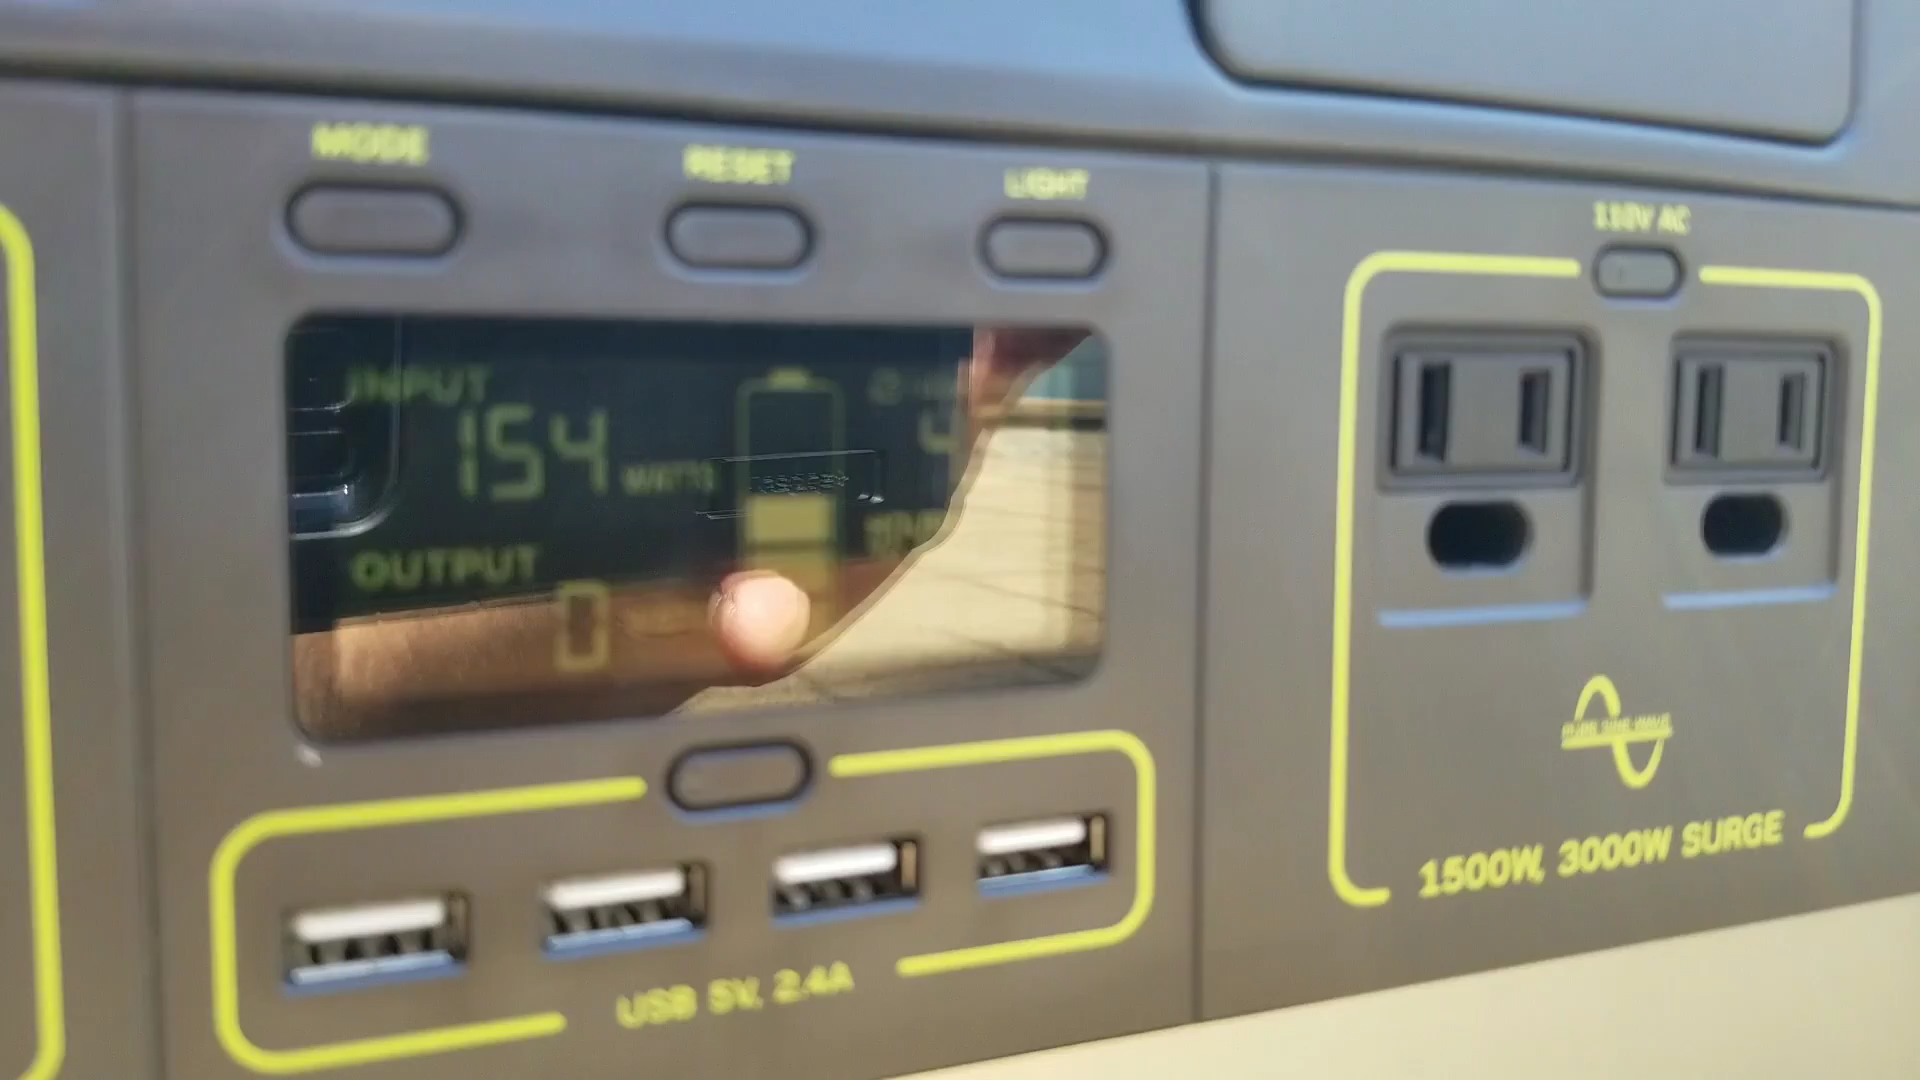 MODE
RESET
LIGHT
110V AC
INPUT
154 WATTS
4
OUTPUT
0
PURE SINE WAVE
1500W, 3000W SURGE
USB 5V, 2.4A